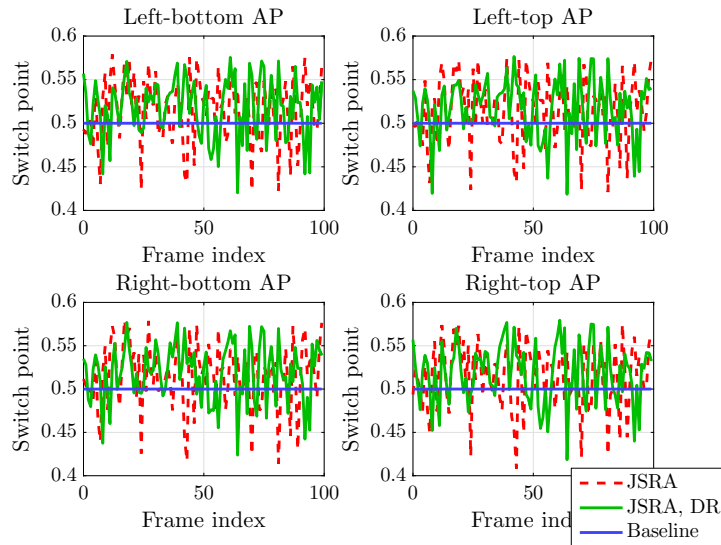 Left-bottom AP
Left-top AP
0.6
0.55
0.5
0.45
0.4
Switch point
0
50
100
Frame index
0.6
0.55
0.5
0.45
0.4
Switch point
0
50
100
Frame index
Right-bottom AP
Right-top AP
0.6
0.55
0.5
0.45
0.4
Switch point
0
50
100
Frame index
0.6
0.55
0.5
0.45
0.4
Switch point
0
50
Frame ind
JSRA
JSRA, DR
Baseline